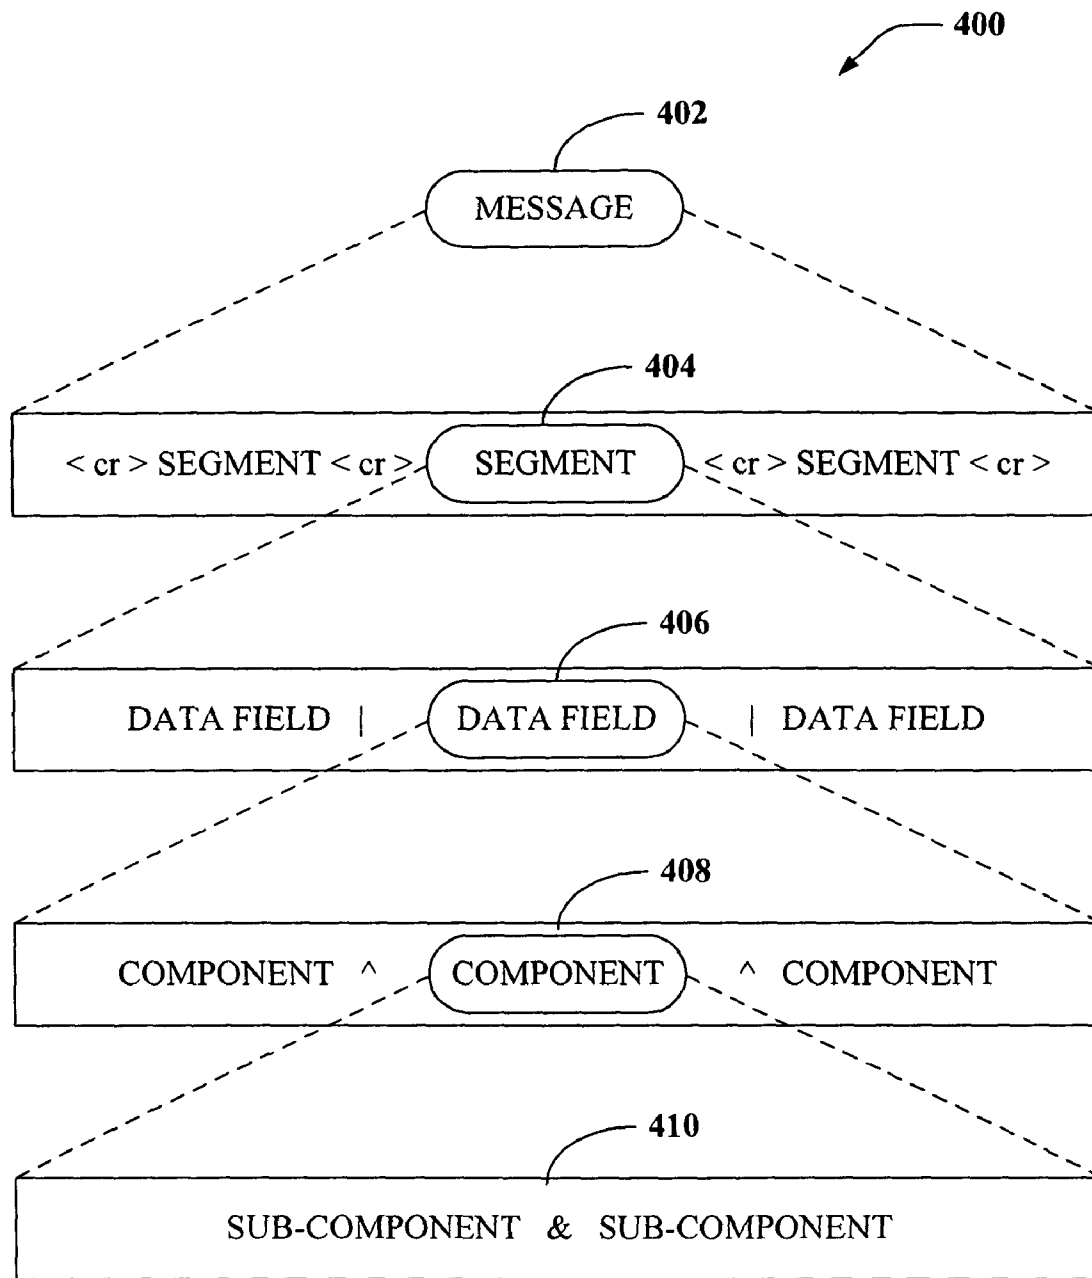 400
402
MESSAGE
404
< cr > SEGMENT < cr > SEGMENT < cr > SEGMENT < cr >
406
DATA FIELD | DATA FIELD | DATA FIELD
408
COMPONENT ^ COMPONENT ^ COMPONENT
410
SUB-COMPONENT & SUB-COMPONENT